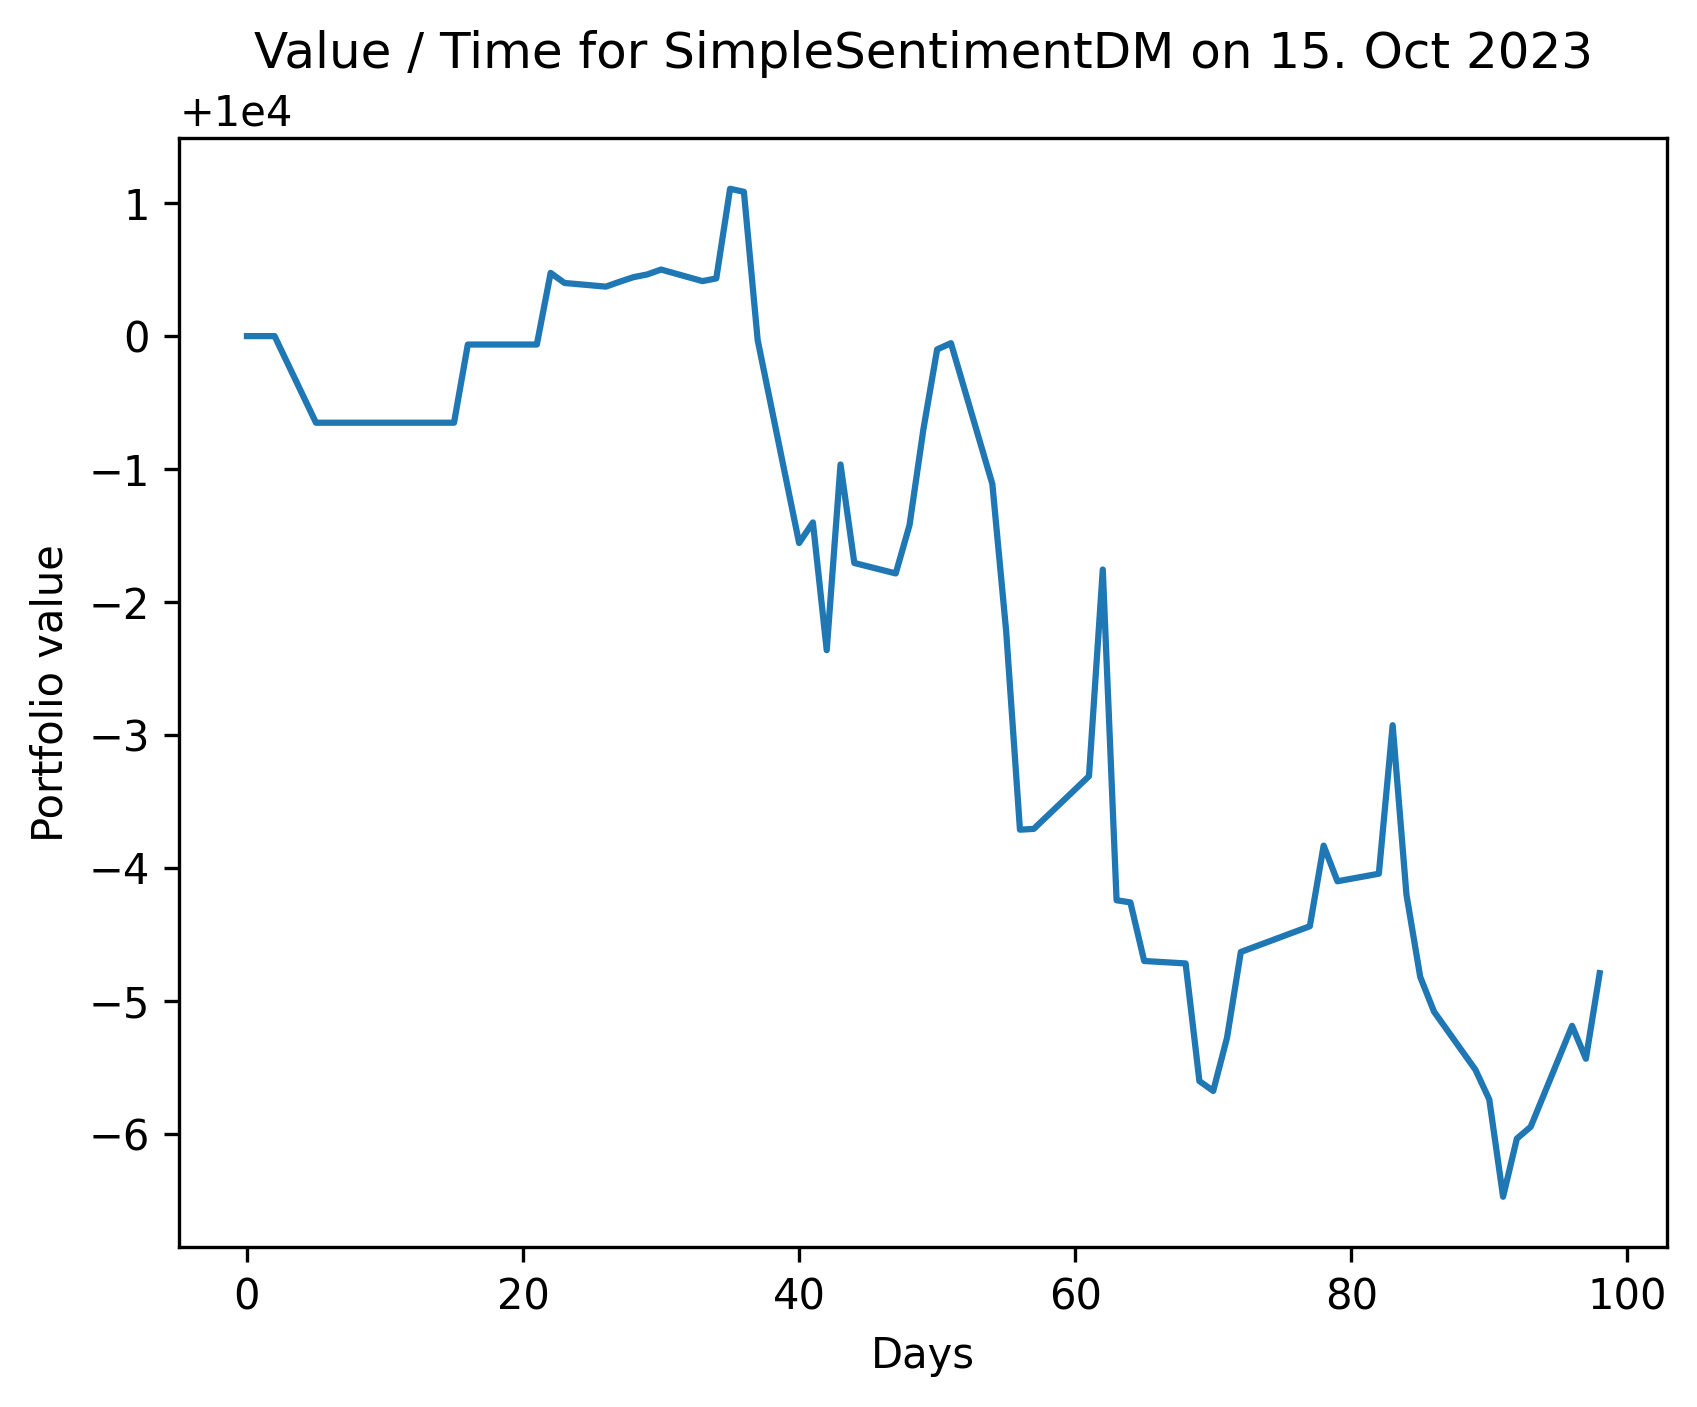 Value / Time for SimpleSentimentDM on 15. Oct 2023
+1e4
1
0
−1
−2
−3
−4
−5
−6
Portfolio value
0 20 40 60 80 100
Days